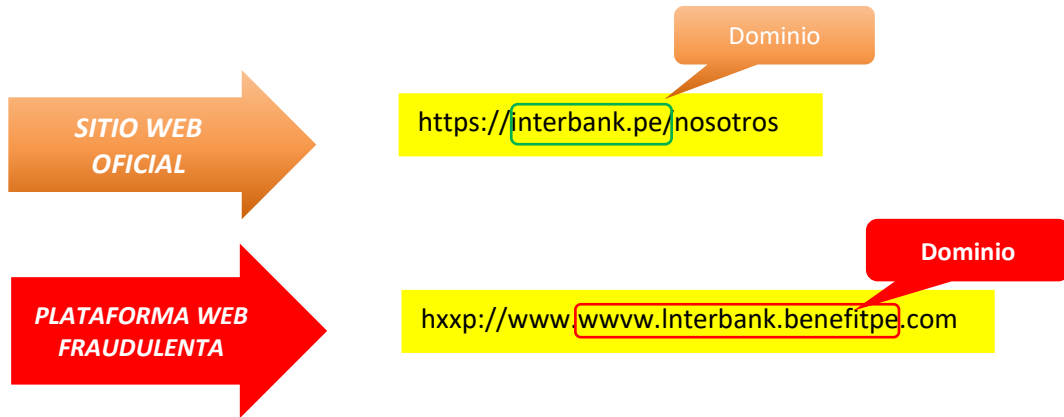 Dominio
SITIO WEB
OFICIAL
https://interbank.pe/nosotros
Dominio
PLATAFORMA WEB
FRAUDULENTA
hxxp://www.wwvw.lnterbank.benefitpe.com